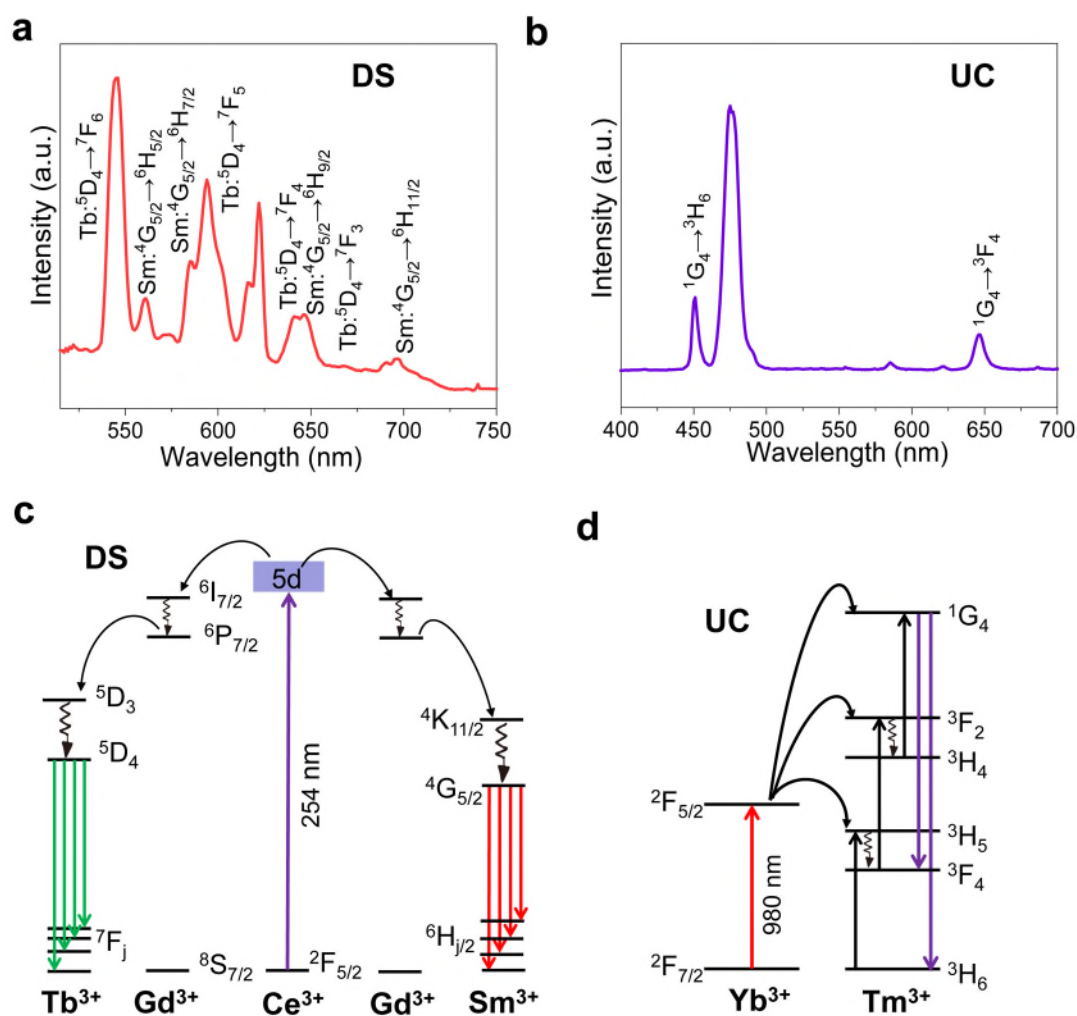 a
DS
Tb:⁵D₄→⁷F₆
Sm:⁴G₅/₂→⁶H₅/₂
Sm:⁴G₅/₂→⁶H₇/₂
Tb:⁵D₄→⁷F₅
Tb:⁵D₄→⁷F₄
Sm:⁴G₅/₂→⁶H₉/₂
Tb:⁵D₄→⁷F₃
Sm:⁴G₅/₂→⁶H₁₁/₂
Intensity (a.u.)
550 600 650 700 750
Wavelength (nm)
b
UC
¹G₄→³H₆
¹G₄→³F₄
Intensity (a.u.)
400 450 500 550 600 650 700
Wavelength (nm)
c
DS
5d
⁶I₇/₂
⁶P₇/₂
⁵D₃
⁵D₄
⁴K₁₁/₂
⁴G₅/₂
254 nm
⁷Fⱼ
⁶Hⱼ/₂
⁸S₇/₂
²F₅/₂
Tb³⁺ Gd³⁺ Ce³⁺ Gd³⁺ Sm³⁺
d
UC
¹G₄
³F₂
³H₄
²F₅/₂
³H₅
³F₄
980 nm
²F₇/₂
³H₆
Yb³⁺ Tm³⁺